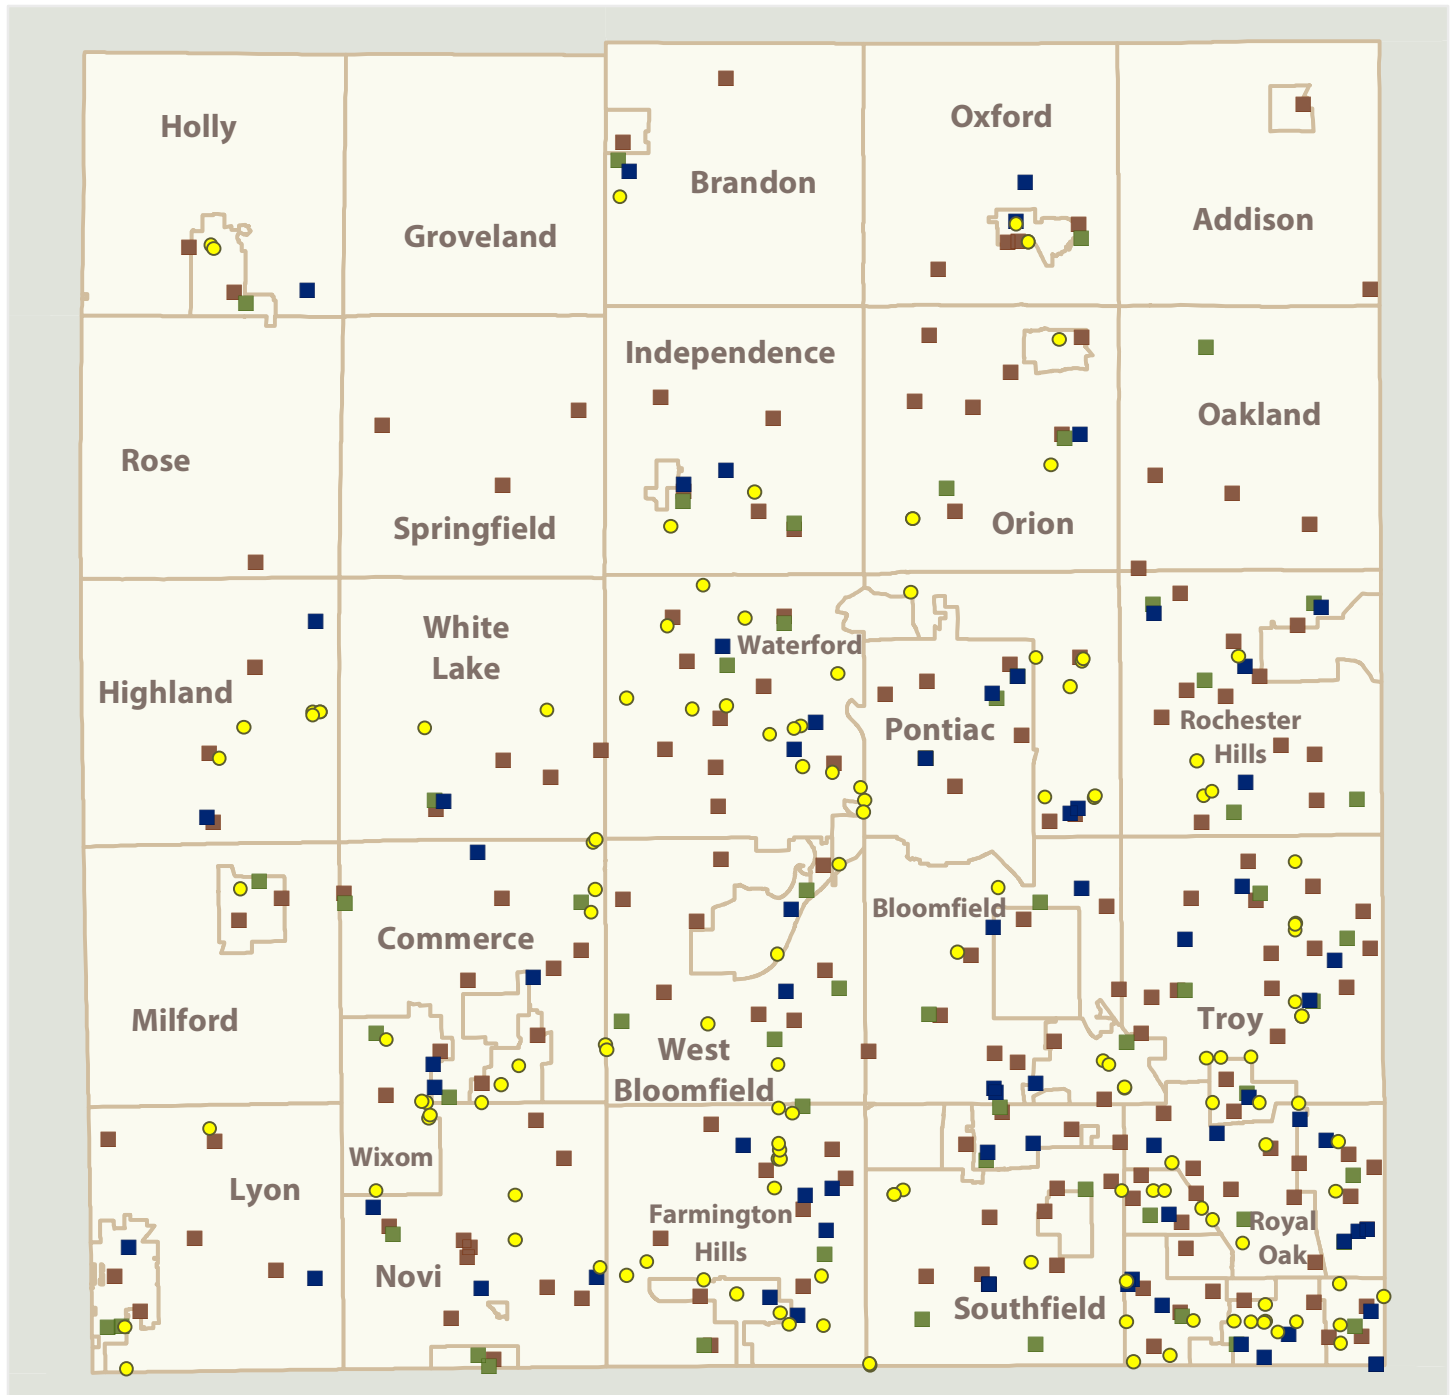 Holly
Groveland
Brandon
Oxford
Addison
Rose
Springfield
Independence
Orion
Oakland
Highland
White
Lake
Waterford
Pontiac
Rochester
Hills
Milford
Commerce
West
Bloomfield
Bloomfield
Troy
Lyon
Wixom
Novi
Farmington
Hills
Southfield
Royal
Oak